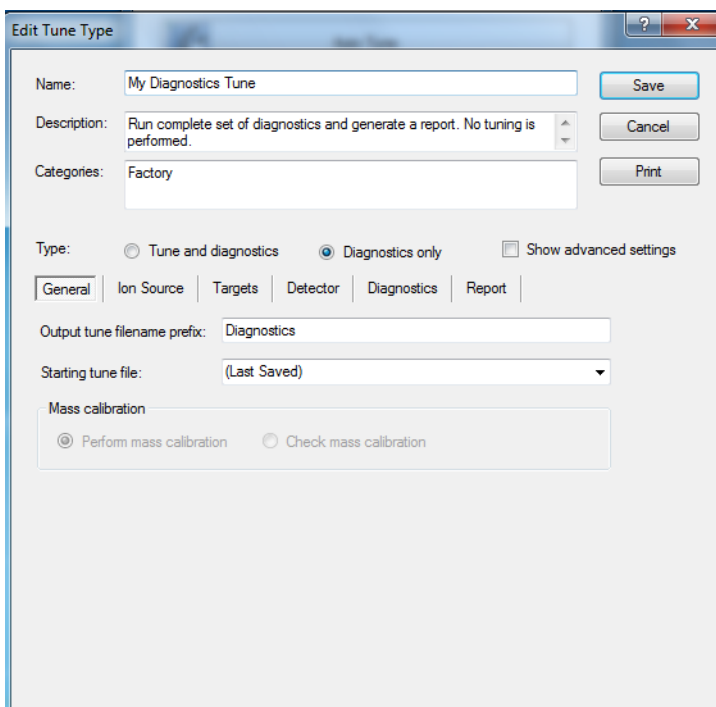 Edit Tune Type
?
X
Name:
My Diagnostics Tune
Save
Description:
Run complete set of diagnostics and generate a report. No tuning is
performed.
Cancel
Categories:
Factory
Print
Type:
Tune and diagnostics
Diagnostics only
Show advanced settings
General
Ion Source
Targets
Detector
Diagnostics
Report
Output tune filename prefix:
Diagnostics
Starting tune file:
(Last Saved)
Mass calibration
Perform mass calibration
Check mass calibration